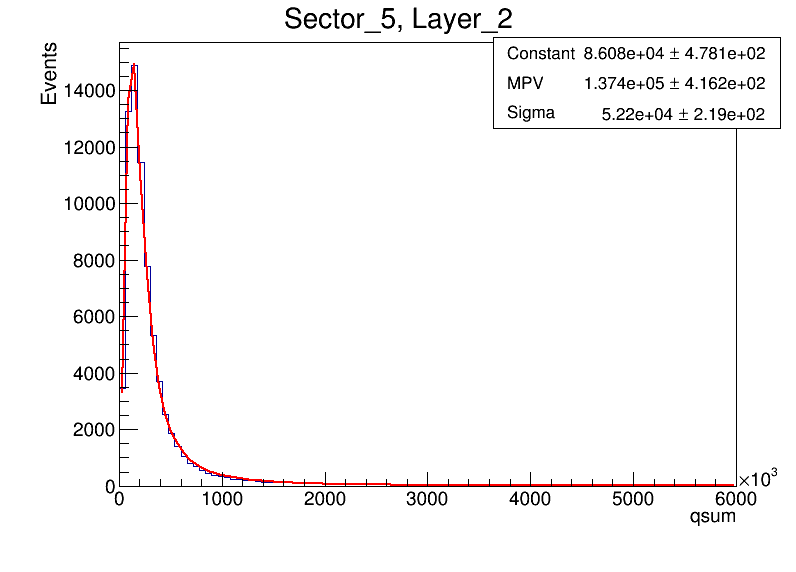 Sector_5, Layer_2
Constant 8.608e+04 ± 4.781e+02
MPV 1.374e+05 ± 4.162e+02
Sigma 5.22e+04 ± 2.19e+02
Events
14000
12000
10000
8000
6000
4000
2000
0
0 1000 2000 3000 4000 5000 6000
×10³
qsum